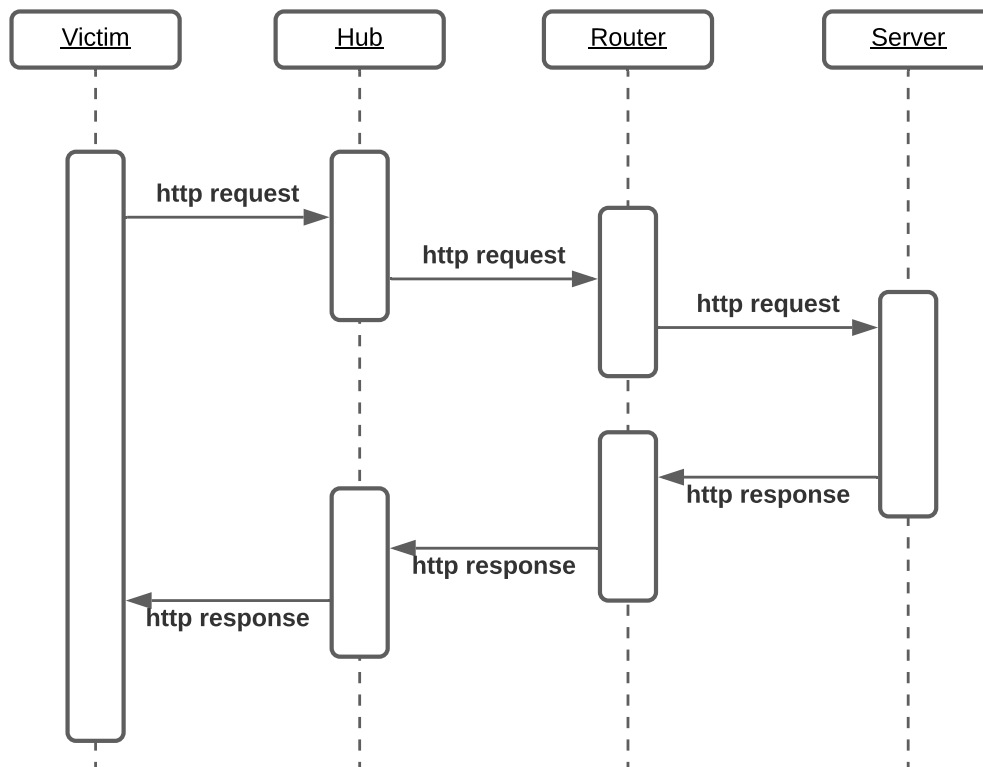 Victim
Hub
Router
Server
http request
http request
http request
http response
http response
http response